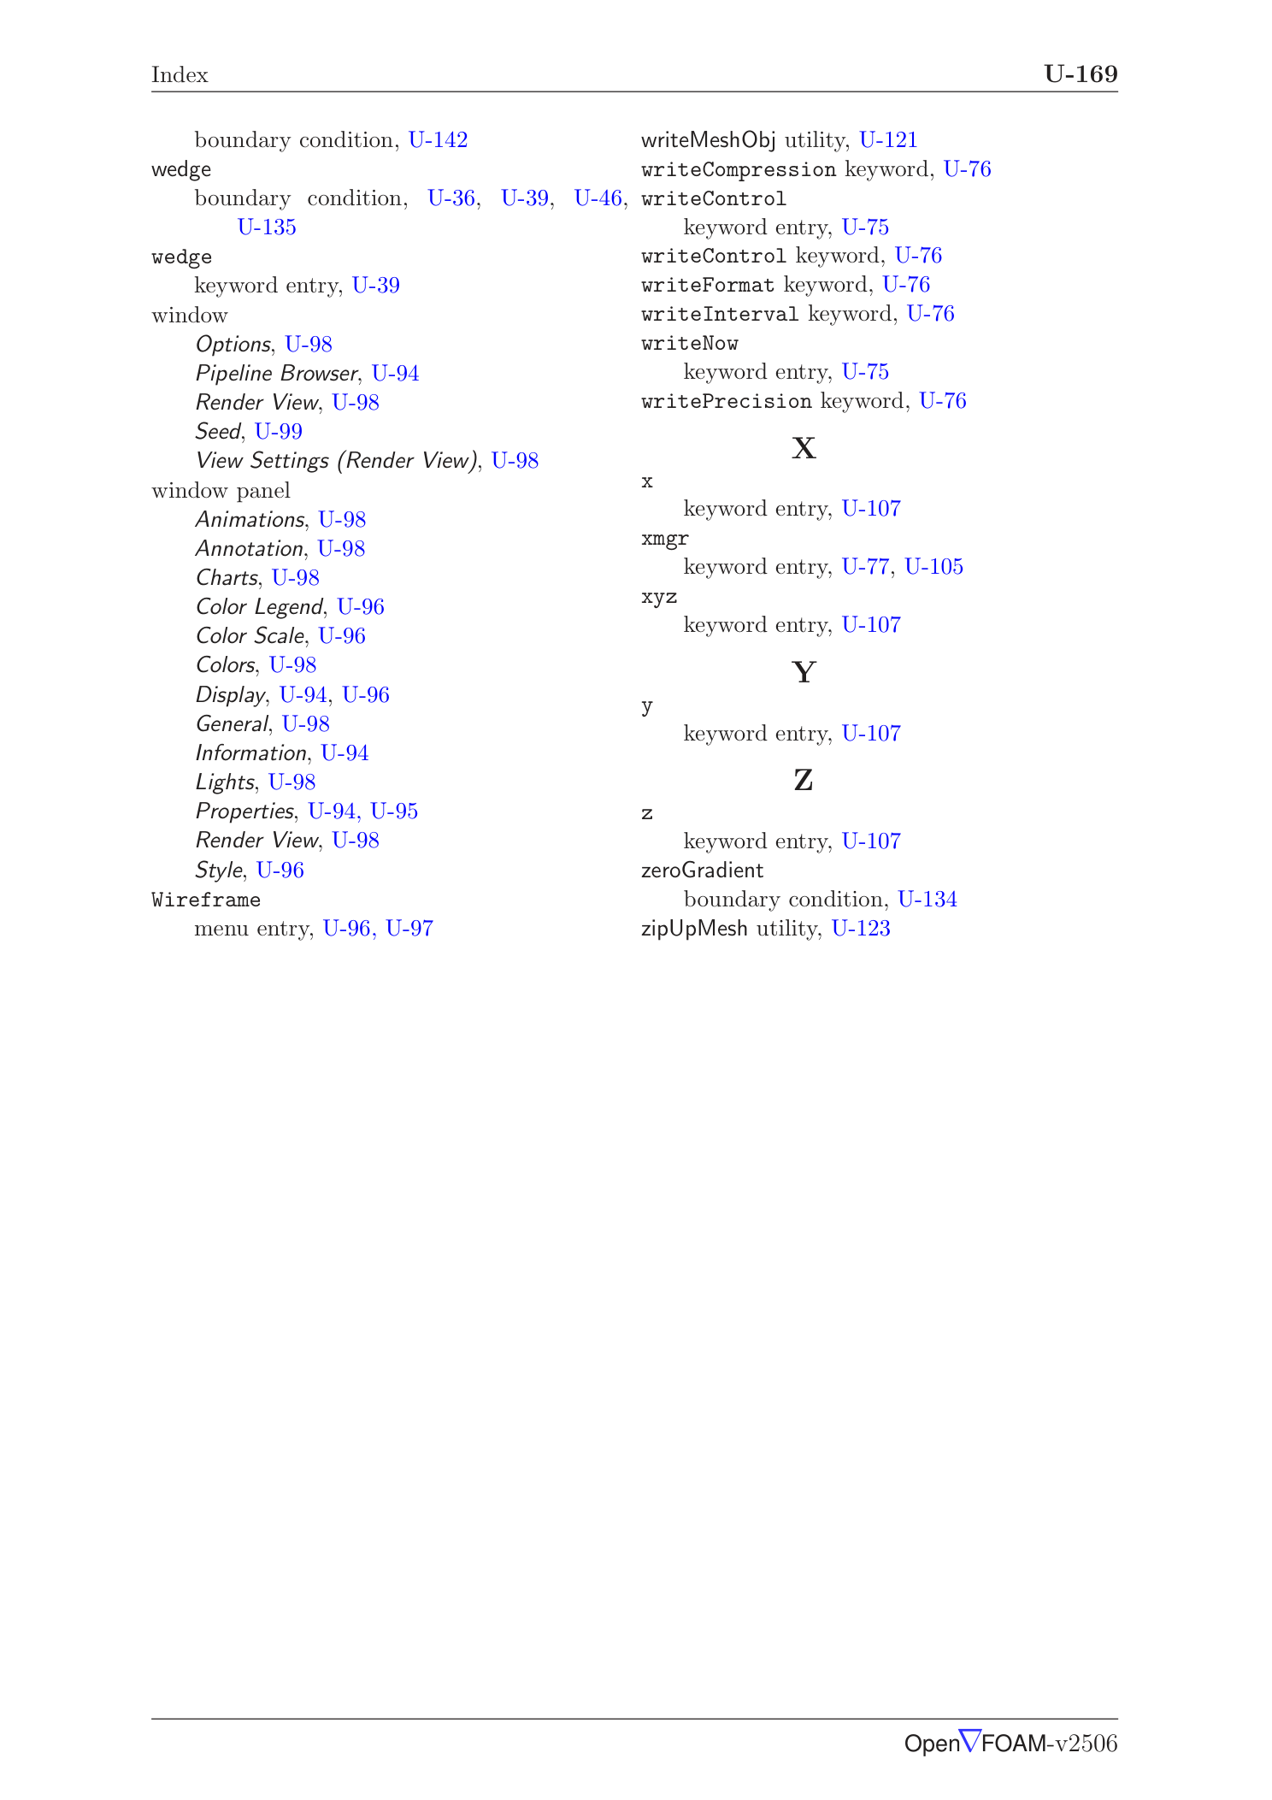 Index U-169
boundary condition, U-142
wedge
boundary condition, U-36, U-39, U-46,
U-135
wedge
keyword entry, U-39
window
Options, U-98
Pipeline Browser, U-94
Render View, U-98
Seed, U-99
View Settings (Render View), U-98
window panel
Animations, U-98
Annotation, U-98
Charts, U-98
Color Legend, U-96
Color Scale, U-96
Colors, U-98
Display, U-94, U-96
General, U-98
Information, U-94
Lights, U-98
Properties, U-94, U-95
Render View, U-98
Style, U-96
Wireframe
menu entry, U-96, U-97
writeMeshObj utility, U-121
writeCompression keyword, U-76
writeControl
keyword entry, U-75
writeControl keyword, U-76
writeFormat keyword, U-76
writeInterval keyword, U-76
writeNow
keyword entry, U-75
writePrecision keyword, U-76
X
x
keyword entry, U-107
xmgr
keyword entry, U-77, U-105
xyz
keyword entry, U-107
Y
y
keyword entry, U-107
Z
z
keyword entry, U-107
zeroGradient
boundary condition, U-134
zipUpMesh utility, U-123
Open∇FOAM-v2506